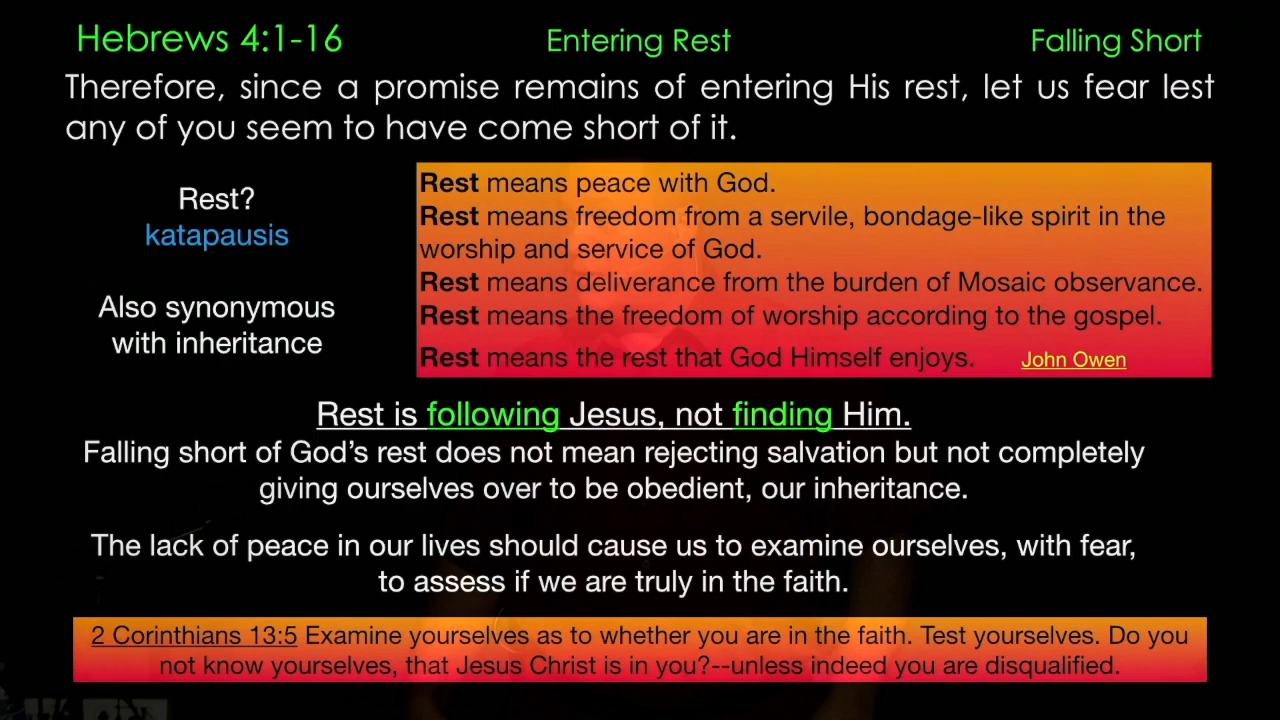 Hebrews 4:1-16 Entering Rest Falling Short
Therefore, since a promise remains of entering His rest, let us fear lest
any of you seem to have come short of it.
Rest?
katapausis
Also synonymous
with inheritance
Rest means peace with God.
Rest means freedom from a servile, bondage-like spirit in the
worship and service of God.
Rest means deliverance from the burden of Mosaic observance.
Rest means the freedom of worship according to the gospel.
Rest means the rest that God Himself enjoys. John Owen
Rest is following Jesus, not finding Him.
Falling short of God’s rest does not mean rejecting salvation but not completely
giving ourselves over to be obedient, our inheritance.
The lack of peace in our lives should cause us to examine ourselves, with fear,
to assess if we are truly in the faith.
2 Corinthians 13:5 Examine yourselves as to whether you are in the faith. Test yourselves. Do you
not know yourselves, that Jesus Christ is in you?--unless indeed you are disqualified.